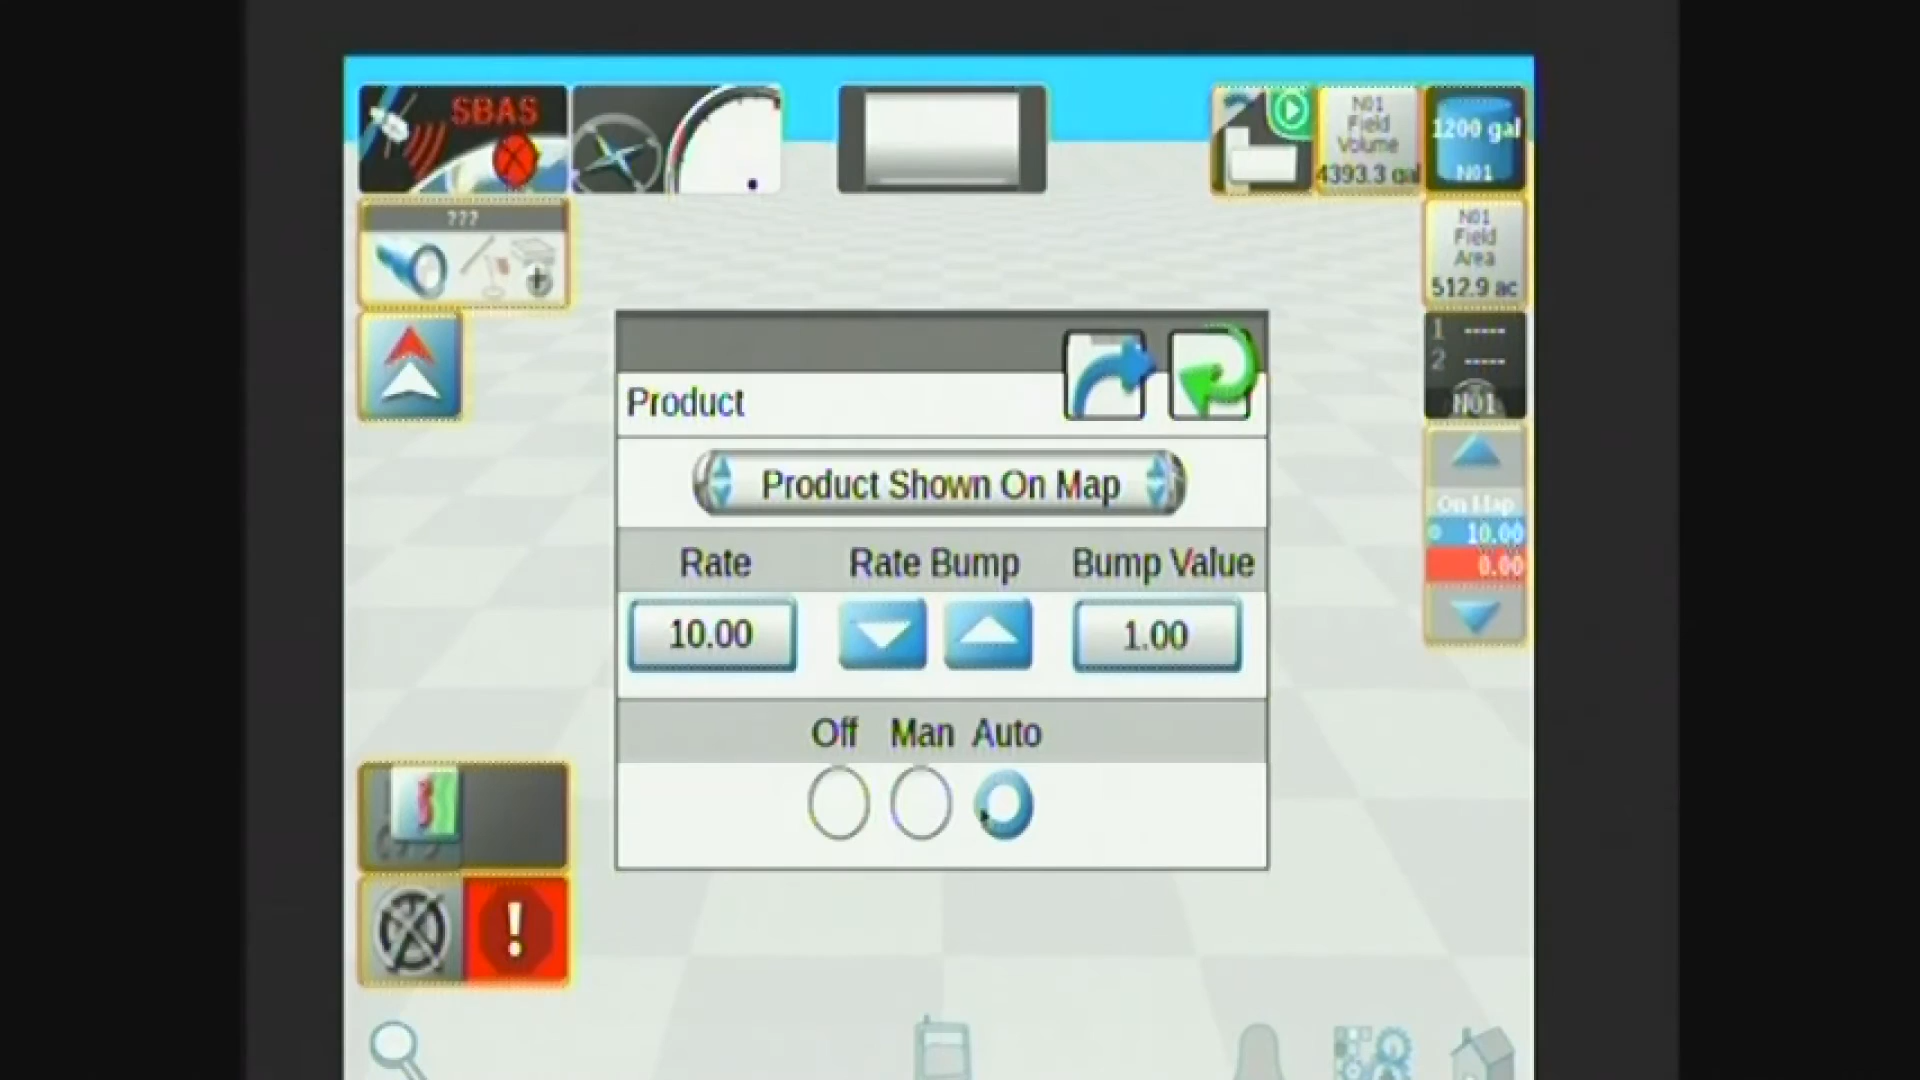 SBAS
N01
Field
Volume
4393.3 gal
1200 gal
N01
???
N01
Field
Area
512.9 ac
1 -----
2 -----
N01
Product
Product Shown On Map
On Map
10.00
0.00
Rate Rate Bump Bump Value
10.00 1.00
Off Man Auto
!